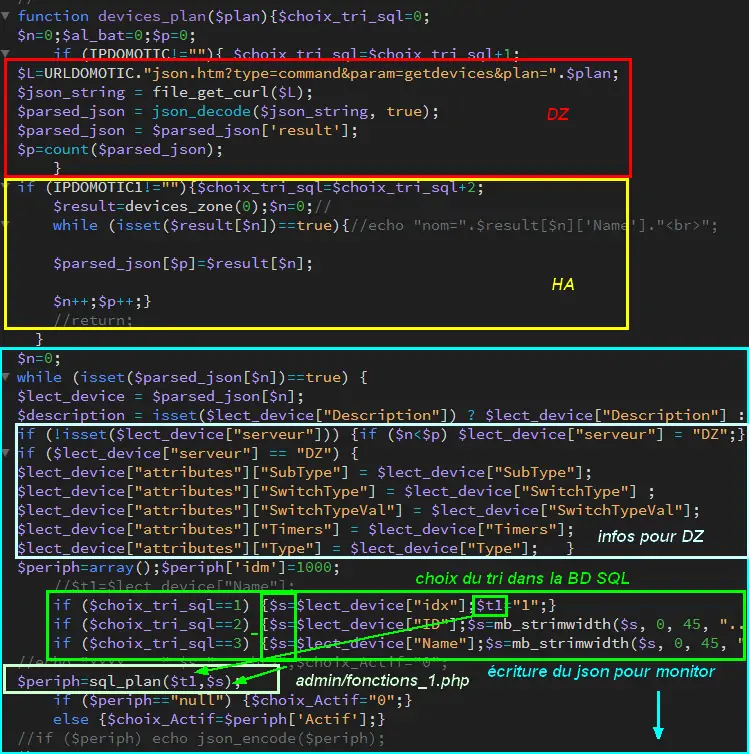 function devices_plan($plan){$choix_tri_sql=0;
$n=0;$al_bat=0;$p=0;
if (IPDOMOTIC!=""){ $choix_tri_sql=$choix_tri_sql+1;
$L=URLDOMOTIC."json.htm?type=command&param=getdevices&plan=".$plan;
$json_string = file_get_curl($L);
$parsed_json = json_decode($json_string, true);
DZ
$parsed_json = $parsed_json['result'];
$p=count($parsed_json);
}
if (IPDOMOTIC1!=""){$choix_tri_sql=$choix_tri_sql+2;
$result=devices_zone(0);$n=0;//
while (isset($result[$n])==true){//echo "nom=".$result[$n]['Name']."<br>";
$parsed_json[$p]=$result[$n];
HA
$n++;$p++;}
//return;
}
$n=0;
while (isset($parsed_json[$n])==true) {
$lect_device = $parsed_json[$n];
$description = isset($lect_device["Description"]) ? $lect_device["Description"] :
if (!isset($lect_device["serveur"])) {if ($n<$p) $lect_device["serveur"] = "DZ";}
if ($lect_device["serveur"] == "DZ") {
$lect_device["attributes"]["SubType"] = $lect_device["SubType"];
$lect_device["attributes"]["SwitchType"] = $lect_device["SwitchType"] ;
$lect_device["attributes"]["SwitchTypeVal"] = $lect_device["SwitchTypeVal"];
$lect_device["attributes"]["Timers"] = $lect_device["Timers"];
infos pour DZ
$lect_device["attributes"]["Type"] = $lect_device["Type"]; }
$periph=array();$periph['idm']=1000;
//$t1=$lect_device["Name"];
choix du tri dans la BD SQL
if ($choix_tri_sql==1) {$s=$lect_device["idx"];$t1="1";}
if ($choix_tri_sql==2) {$s=$lect_device["ID"];$s=mb_strimwidth($s, 0, 45, "..
if ($choix_tri_sql==3) {$s=$lect_device["Name"];$s=mb_strimwidth($s, 0, 45, "
$choix_Actif="0";
$periph=sql_plan($t1,$s);
admin/fonctions_1.php
écriture du json pour monitor
if ($periph=="null") {$choix_Actif="0";}
else {$choix_Actif=$periph['Actif'];}
//if ($periph) echo json_encode($periph);